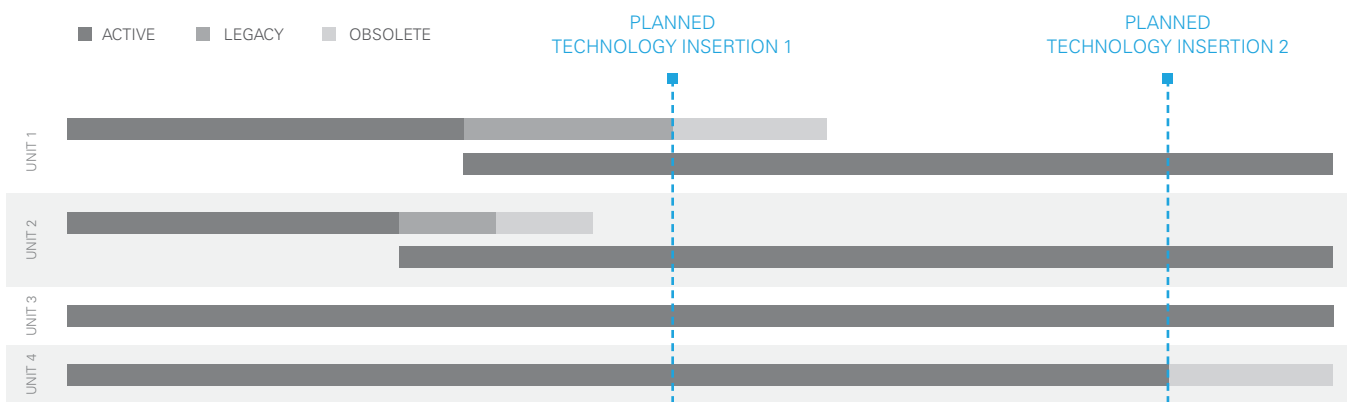 ACTIVE
LEGACY
OBSOLETE
PLANNED
TECHNOLOGY INSERTION 1
PLANNED
TECHNOLOGY INSERTION 2
UNIT 1
UNIT 2
UNIT 3
UNIT 4